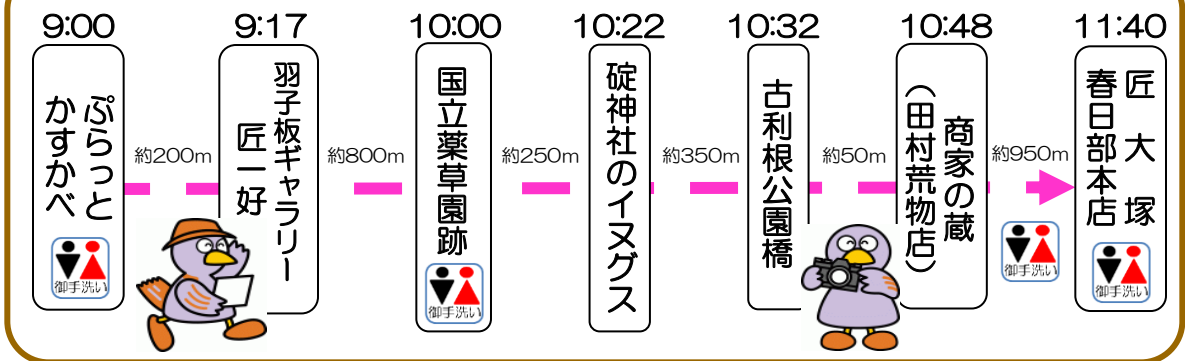 9:00
9:17
10:00
10:22
10:32
10:48
11:40
ぷらっと
かすかべ
御手洗い
約200m
羽子板ギャラリー
匠一好
約800m
国立薬草園跡
御手洗い
約250m
碇神社のイヌグス
約350m
古利根公園橋
約50m
商家の蔵
（田村荒物店）
約950m
御手洗い
匠大塚
春日部本店
御手洗い